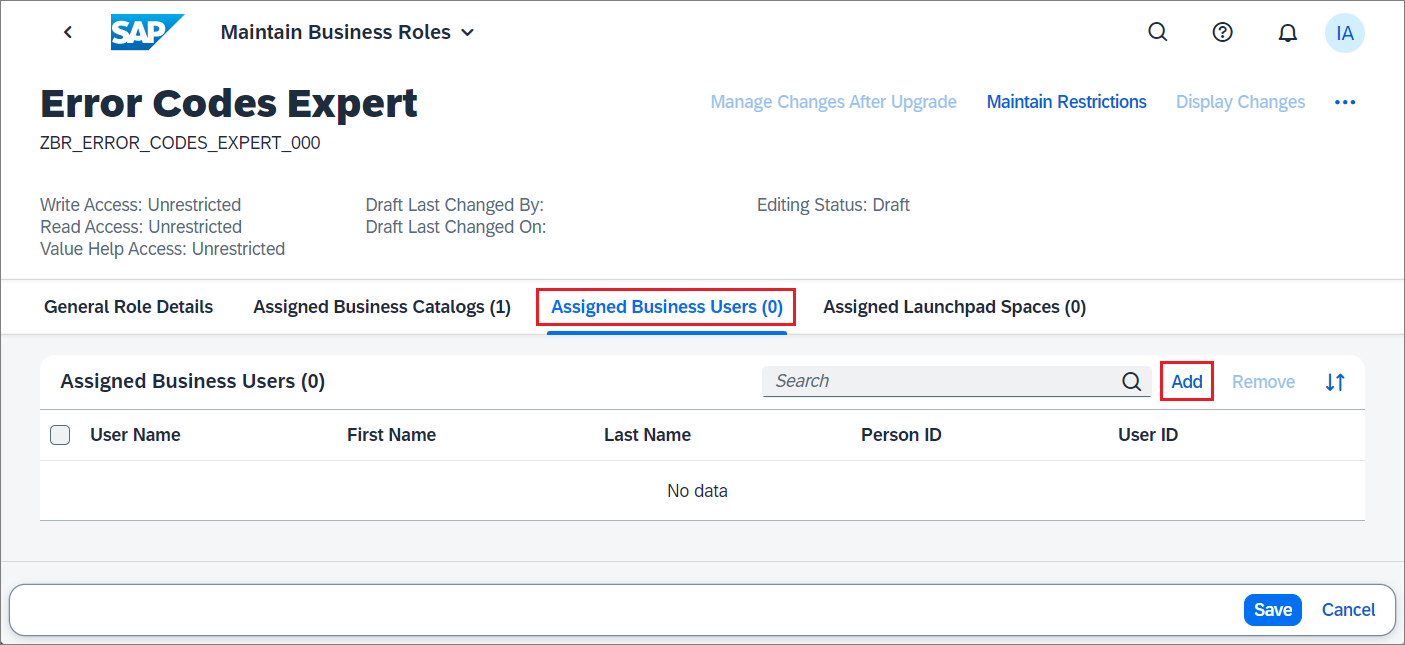 SAP Maintain Business Roles IA
Error Codes Expert Manage Changes After Upgrade Maintain Restrictions Display Changes
ZBR_ERROR_CODES_EXPERT_000
Write Access: Unrestricted Draft Last Changed By: Editing Status: Draft
Read Access: Unrestricted Draft Last Changed On:
Value Help Access: Unrestricted
General Role Details Assigned Business Catalogs (1) Assigned Business Users (0) Assigned Launchpad Spaces (0)
Assigned Business Users (0) Search Add Remove
User Name First Name Last Name Person ID User ID
No data
Save Cancel